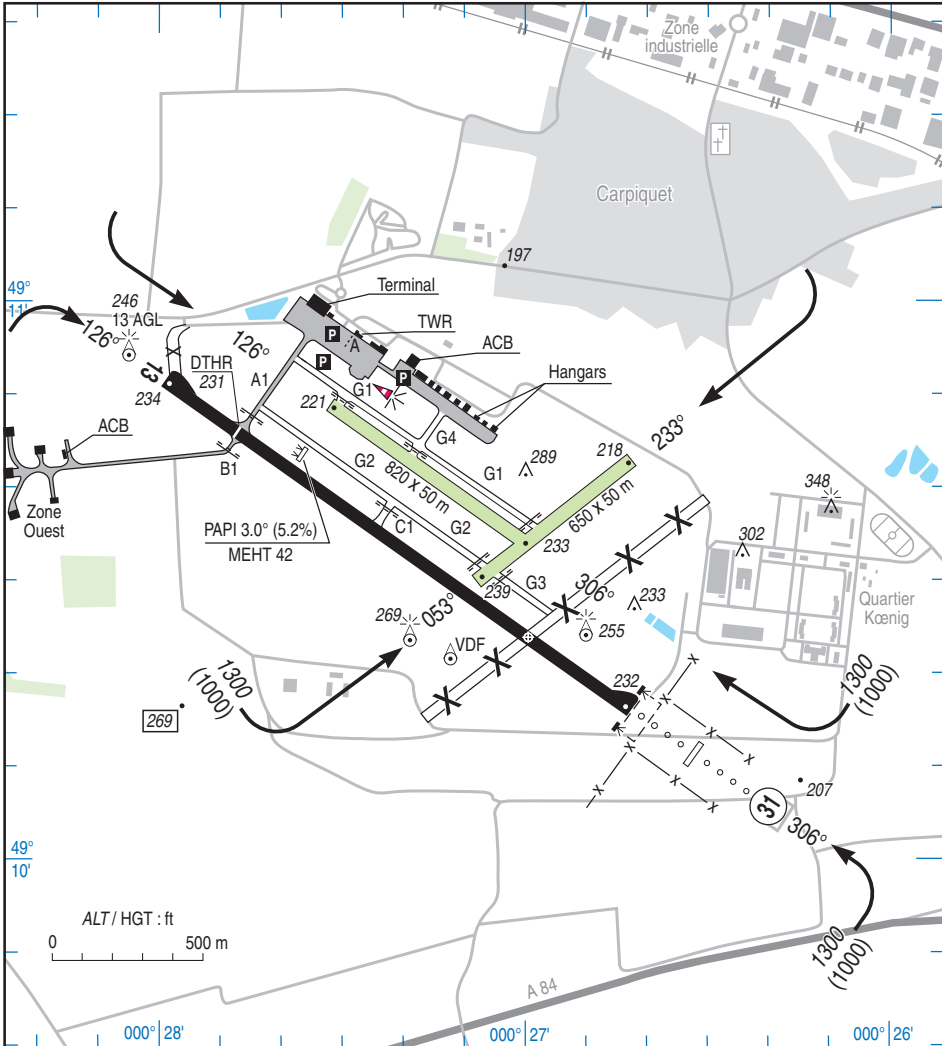 Zone
industrielle
Carpiquet
197
Terminal
TWR
ACB
Hangars
49°
11'
246
13 AGL
126°
126°
13
DTHR
231
234
A1
P
A
P
P
G1
G4
221
G2
820 X 50 m
G1
289
218
650 X 50 m
233°
348
302
ACB
B1
Zone
Ouest
PAPI 3.0° (5.2%)
MEHT 42
C1
G2
233
239
G3
306°
233
255
Quartier
Kœnig
269
053°
VDF
1300
(1000)
269
232
1300
(1000)
207
31
306°
49°
10'
ALT / HGT : ft
0
500 m
1300
(1000)
A 84
000° 28'
000° 27'
000° 26'